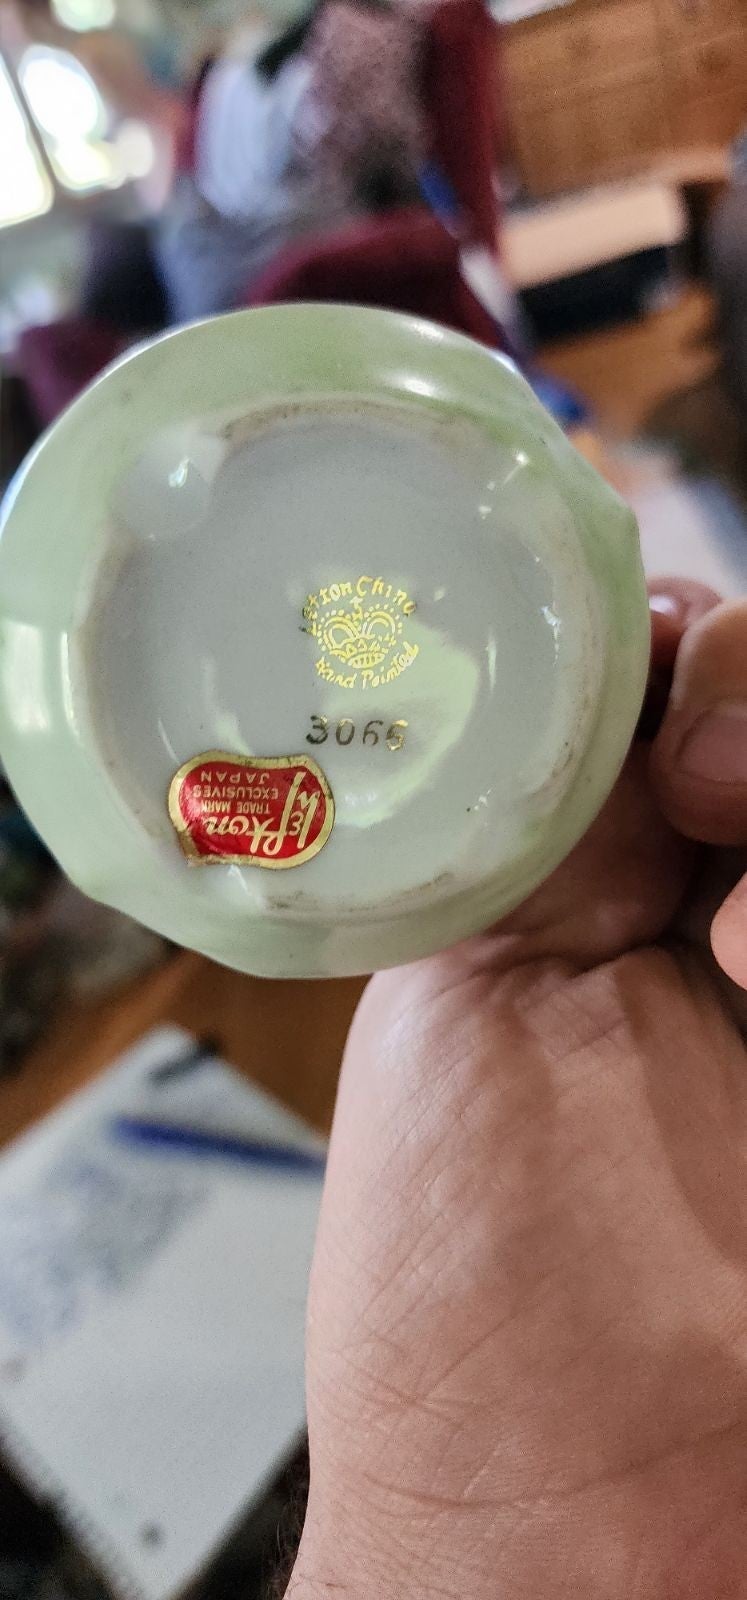 Lefton China
Hand Painted
3066
Lefton
TRADE MARK
EXCLUSIVES
JAPAN